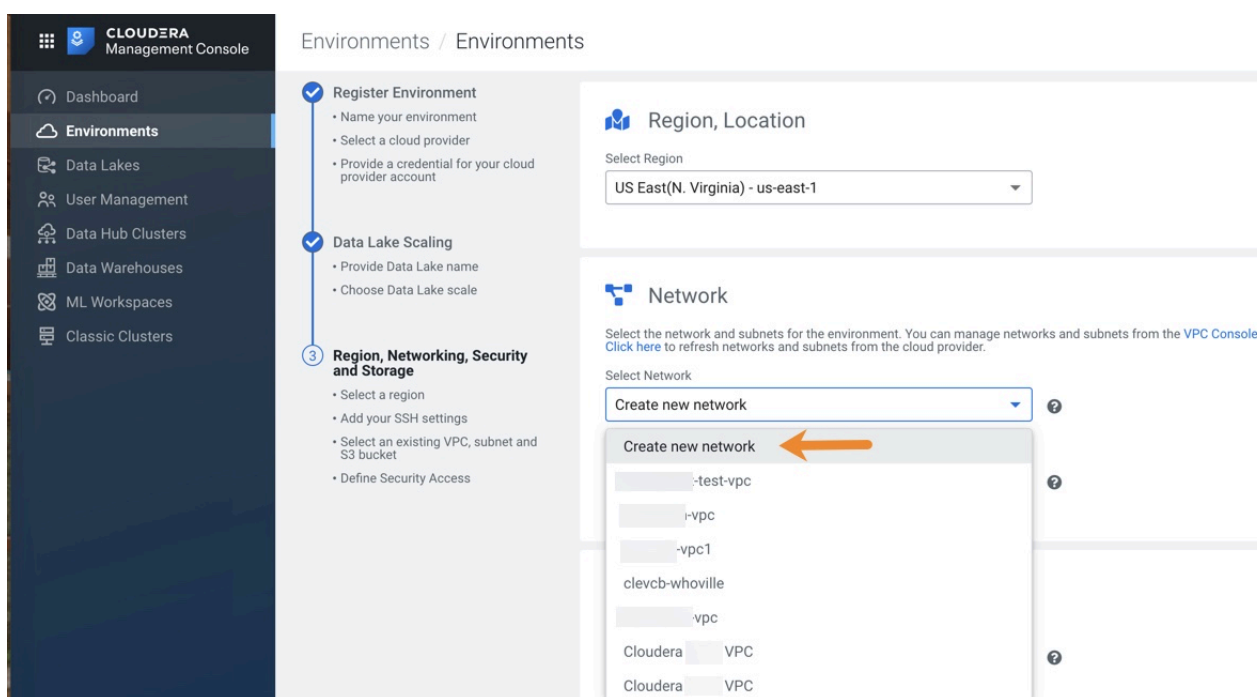 CLOUDERA
Management Console
Dashboard
Environments
Data Lakes
User Management
Data Hub Clusters
Data Warehouses
ML Workspaces
Classic Clusters
Environments / Environments
Register Environment
• Name your environment
• Select a cloud provider
• Provide a credential for your cloud
provider account
Data Lake Scaling
• Provide Data Lake name
• Choose Data Lake scale
3
Region, Networking, Security
and Storage
• Select a region
• Add your SSH settings
• Select an existing VPC, subnet and
S3 bucket
• Define Security Access
Region, Location
Select Region
US East(N. Virginia) - us-east-1
Network
Select the network and subnets for the environment. You can manage networks and subnets from the VPC Console
Click here to refresh networks and subnets from the cloud provider.
Select Network
Create new network
?
Create new network
-test-vpc
?
-vpc
-vpc1
clevcb-whoville
-vpc
Cloudera VPC
?
Cloudera VPC